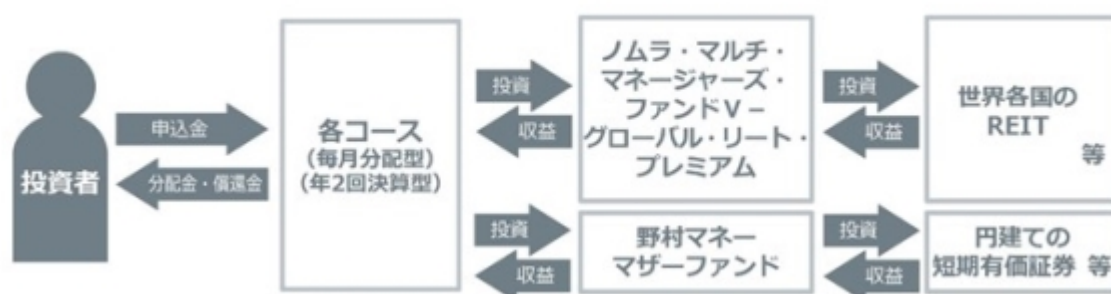 投資者
申込金
分配金・償還金
各コース
(毎月分配型)
(年2回決算型)
投資
収益
ノムラ・マルチ・
マネージャーズ・
ファンドⅤ－
グローバル・リート・
プレミアム
投資
収益
世界各国の
REIT
等
投資
収益
野村マネー
マザーファンド
投資
収益
円建ての
短期有価証券 等